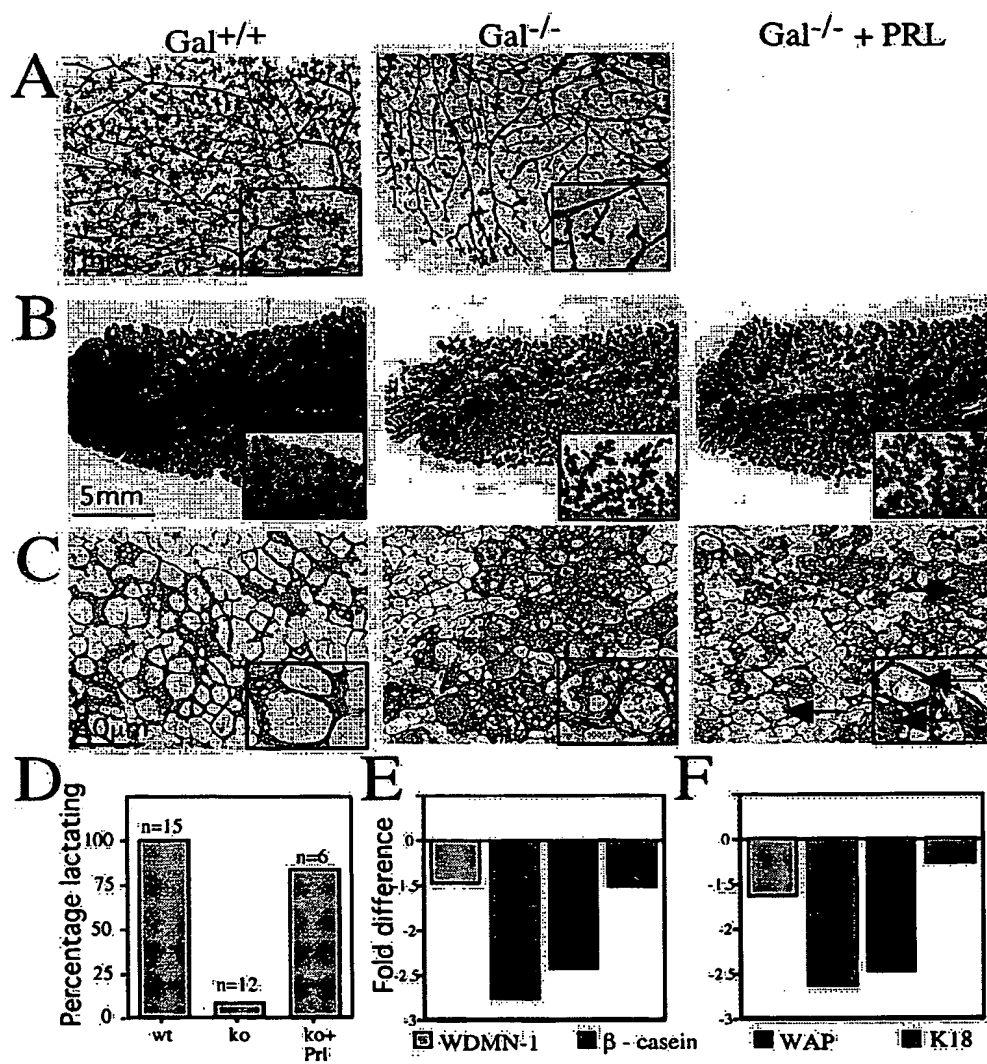 Gal+/+ Gal-/- Gal-/- + PRL
A
B
5mm
C
D E F
Percentage lactating
100
75
50
25
0
n=15
n=12
n=6
wt ko ko+ Prl
Fold difference
0
-1.5
-2
-2.5
-3
0
-1.5
-2
-2.5
-3
WDMN-1 β - casein WAP K18